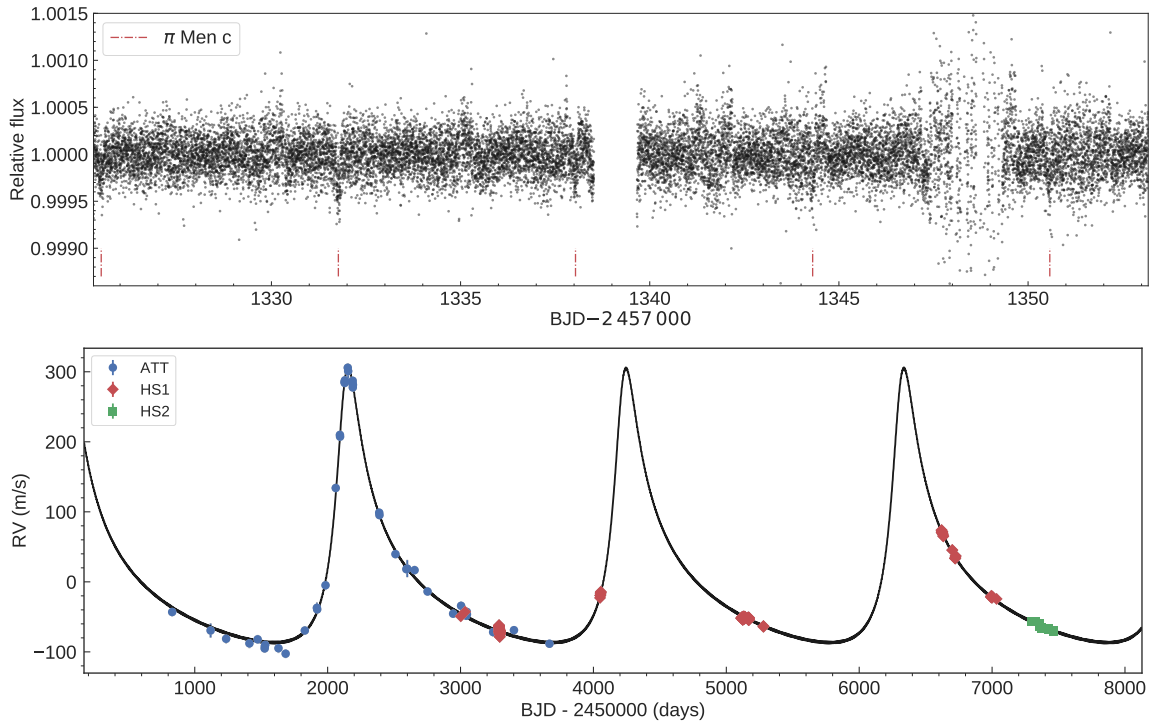 1.0015
1.0010
1.0005
1.0000
0.9995
0.9990
Relative flux
π Men c
1330 1335 1340 1345 1350
BJD−2 457 000
300
200
100
0
−100
RV (m/s)
ATT
HS1
HS2
1000 2000 3000 4000 5000 6000 7000 8000
BJD - 2450000 (days)